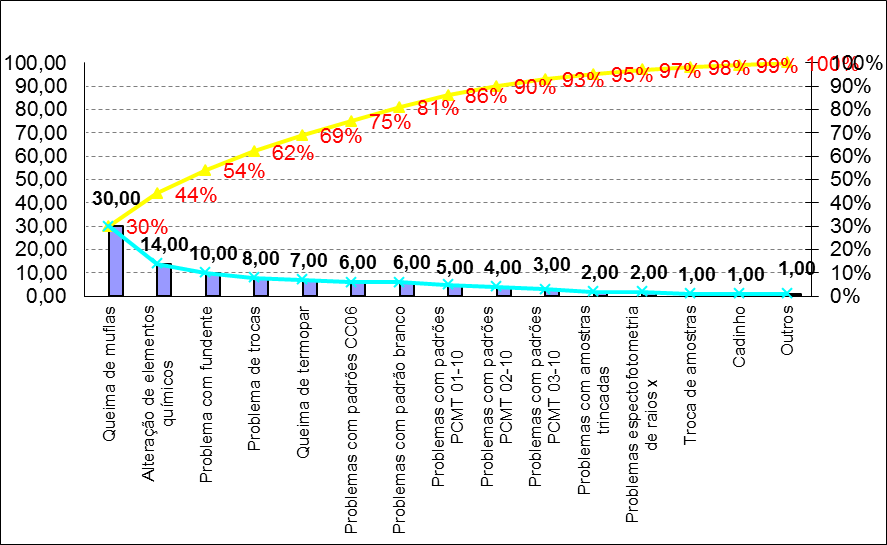 100,00
90,00
80,00
70,00
60,00
50,00
40,00
30,00
20,00
10,00
0,00
100%
90%
80%
70%
60%
50%
40%
30%
20%
10%
0%
30%
44%
54%
62%
69%
75%
81%
86%
90%
93%
95%
97%
98%
99%
100%
30,00
14,00
10,00
8,00
7,00
6,00
6,00
5,00
4,00
3,00
2,00
2,00
1,00
1,00
1,00
Queima de muflas
Alteração de elementos
químicos
Problema com fundente
Problema de trocas
Queima de termopar
Problemas com padrões CC06
Problemas com padrão branco
Problemas com padrões
PCMT 01-10
Problemas com padrões
PCMT 02-10
Problemas com padrões
PCMT 03-10
Problemas com amostras
trincadas
Problemas espectofotometria
de raios x
Troca de amostras
Cadinho
Outros